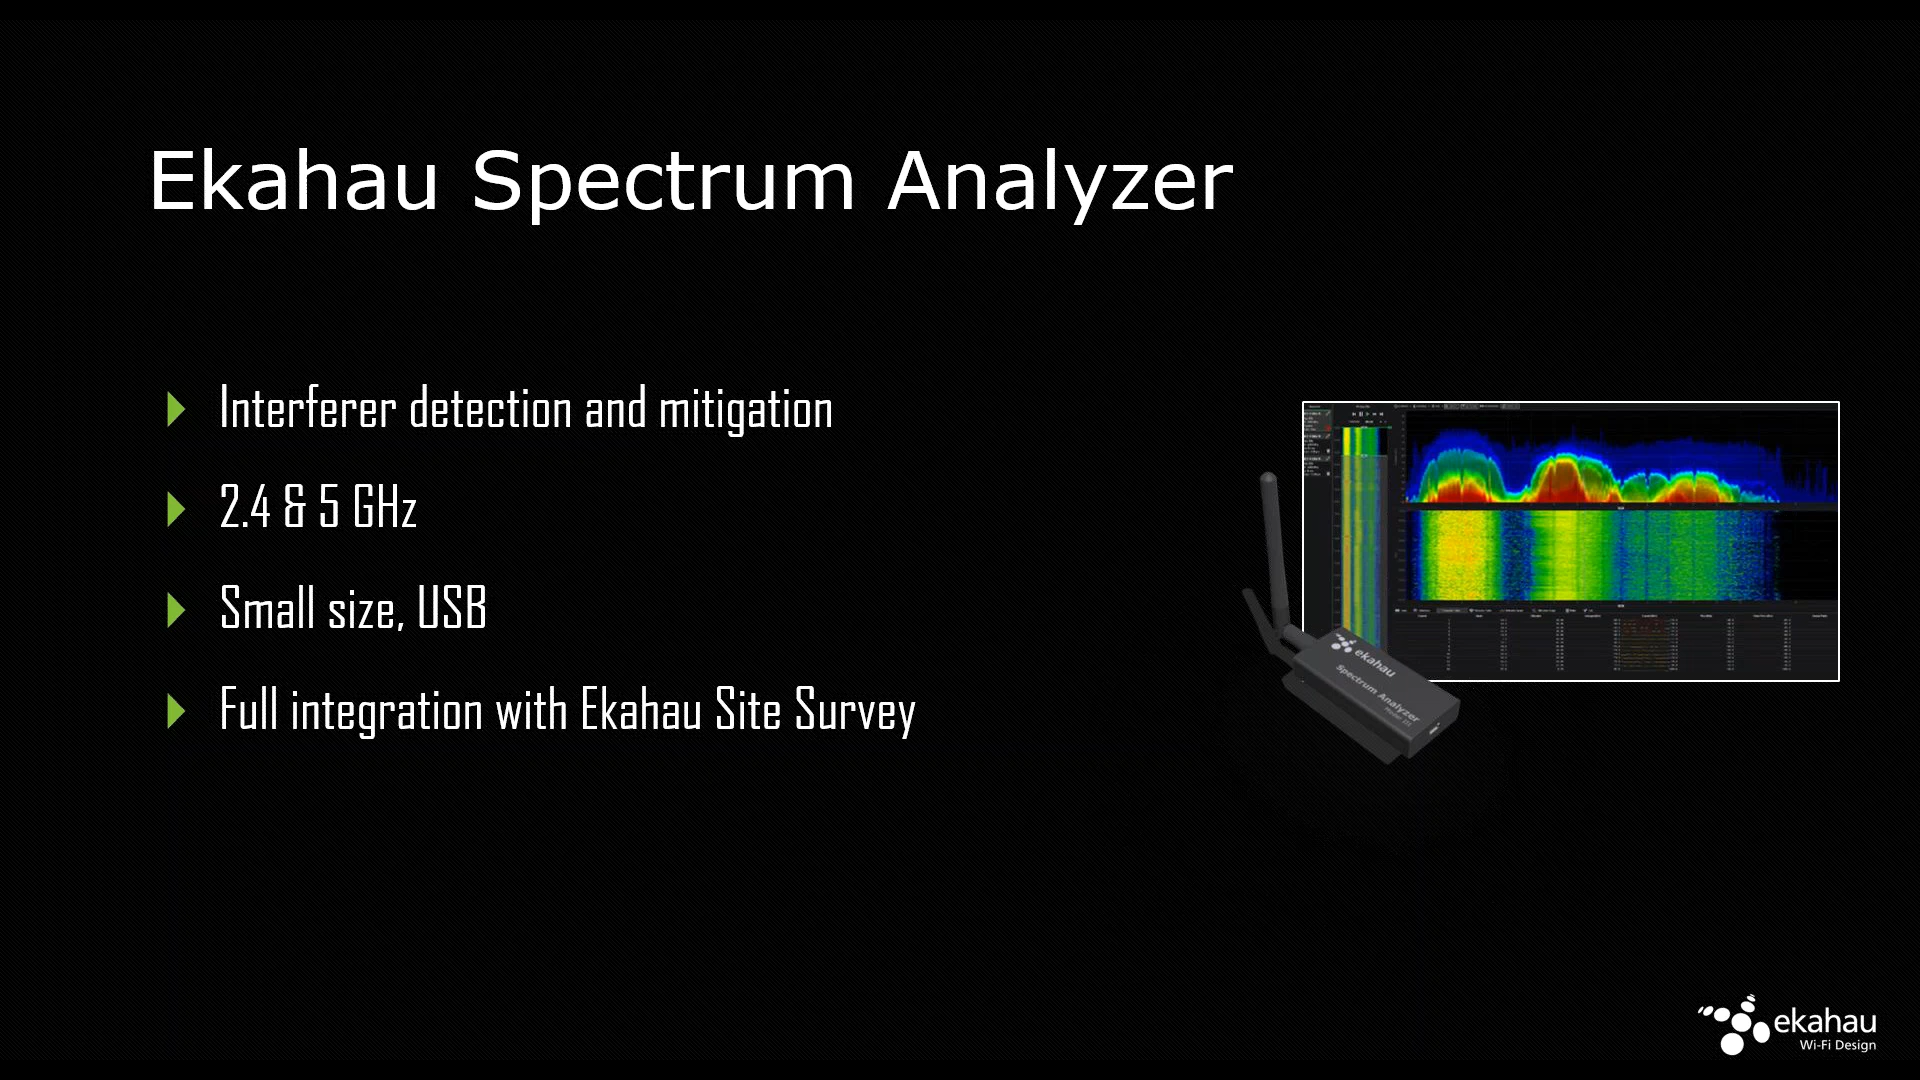 Ekahau Spectrum Analyzer
Interferer detection and mitigation
2.4 & 5 GHz
Small size, USB
Full integration with Ekahau Site Survey
ekahau
Spectrum Analyzer
ekahau
Wi-Fi Design